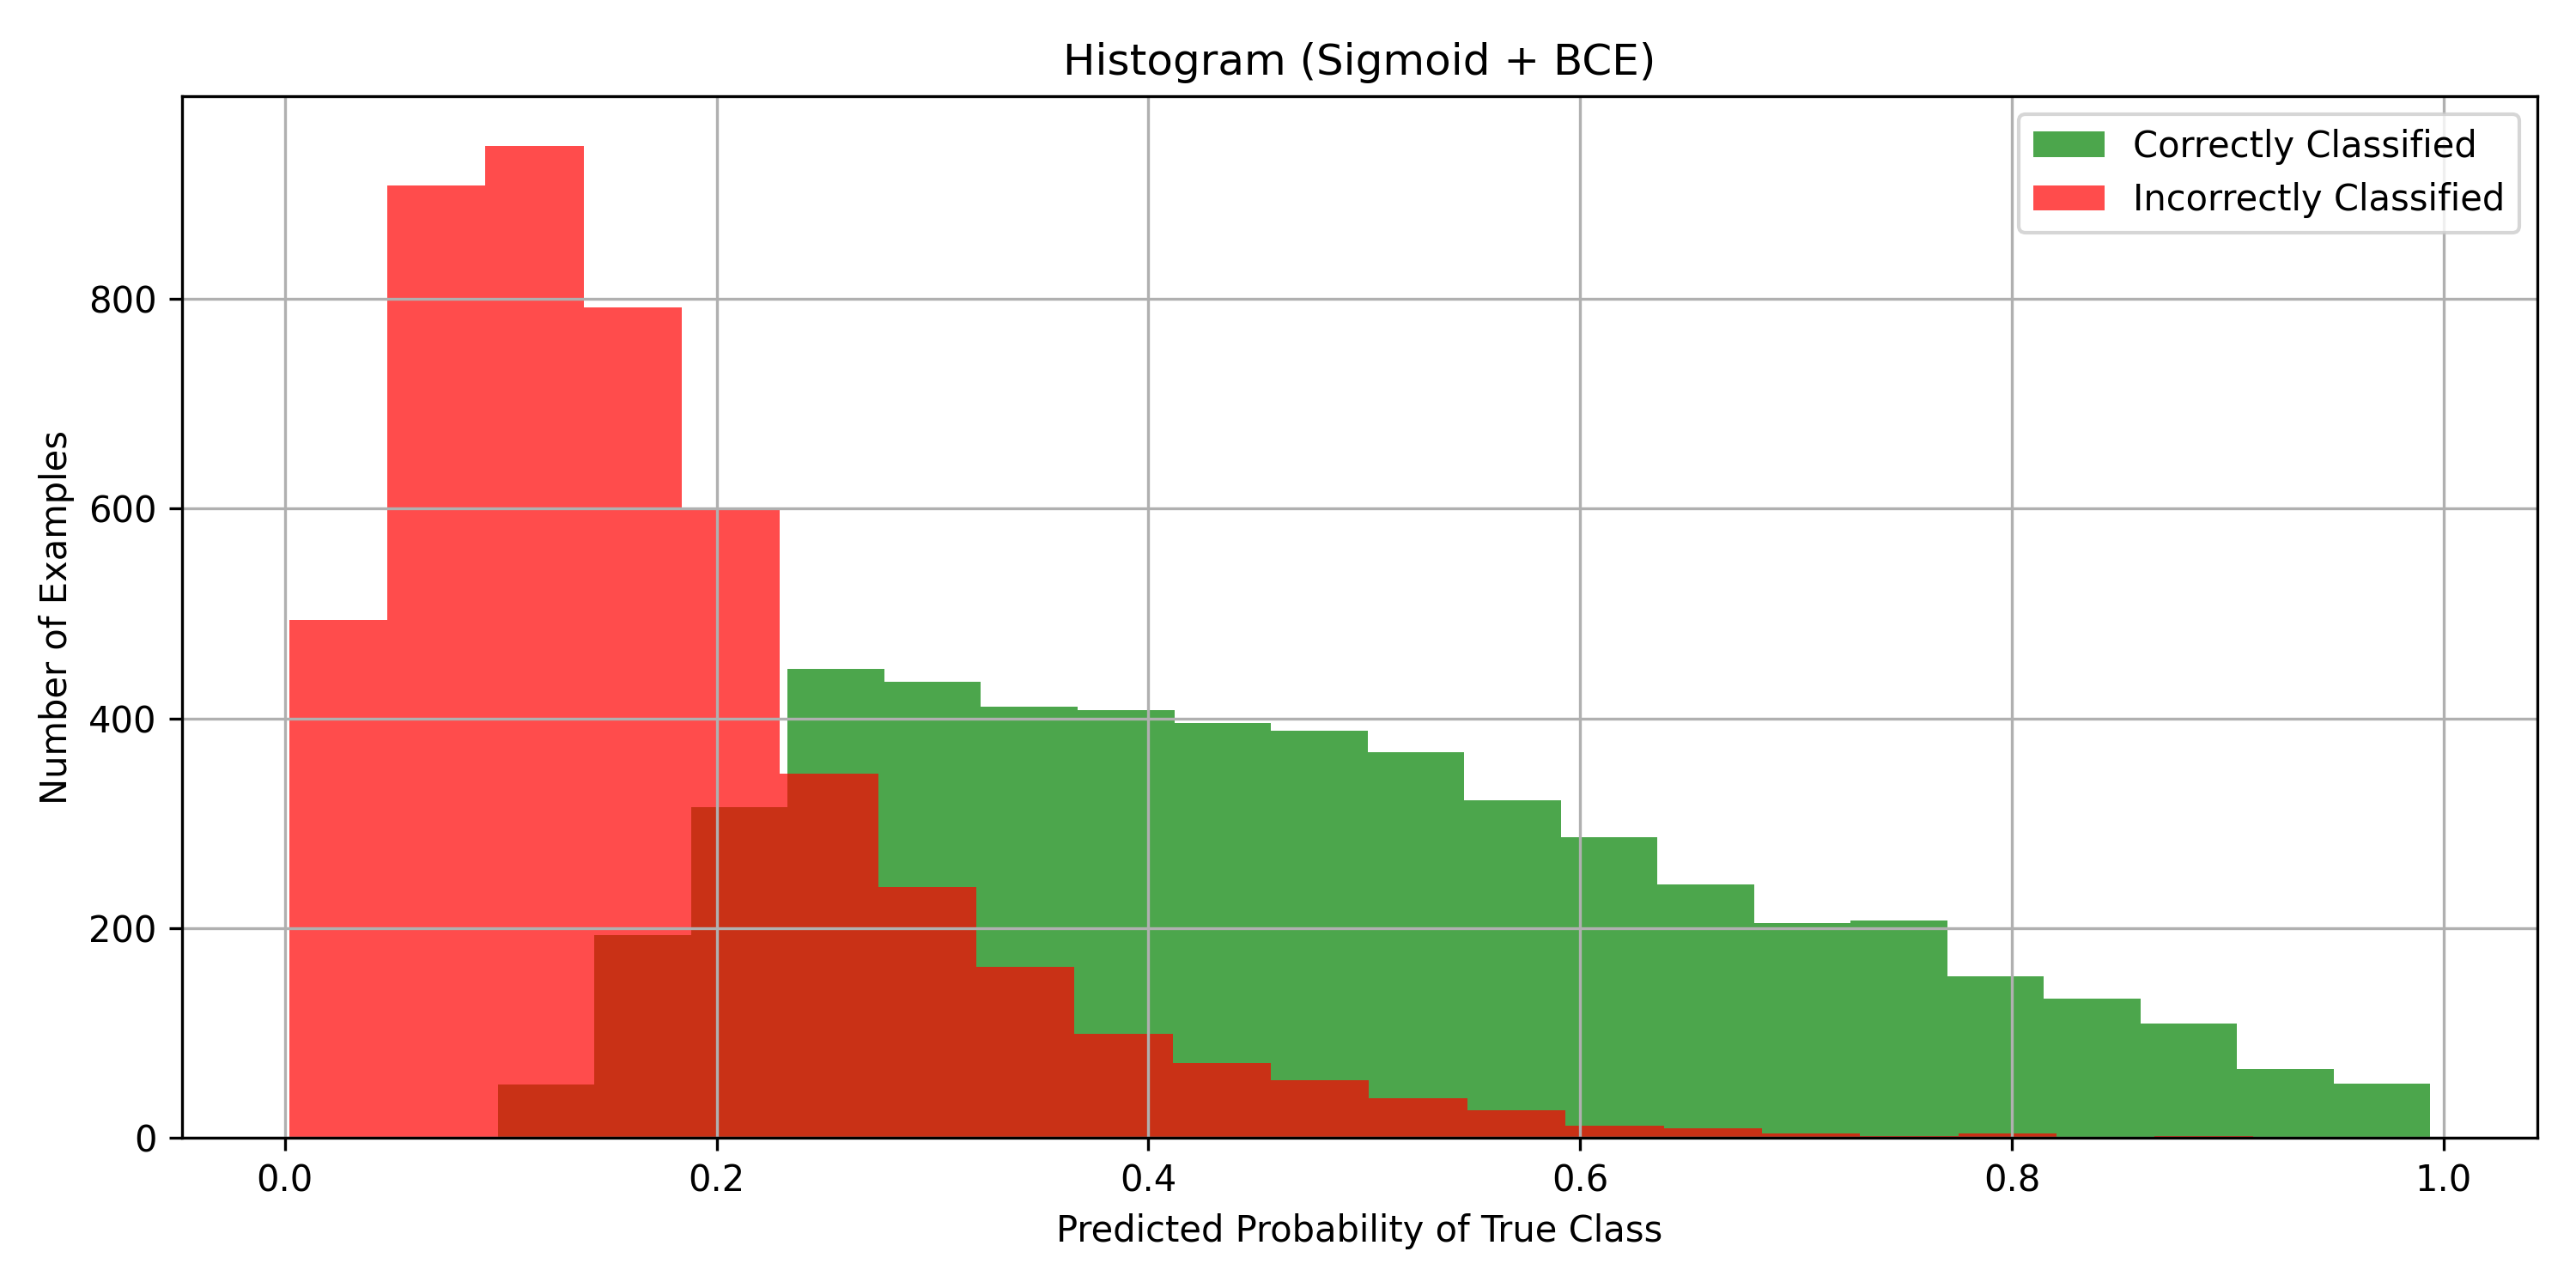 Histogram (Sigmoid + BCE)
Correctly Classified
Incorrectly Classified
Number of Examples
800
600
400
200
0
0.0 0.2 0.4 0.6 0.8 1.0
Predicted Probability of True Class